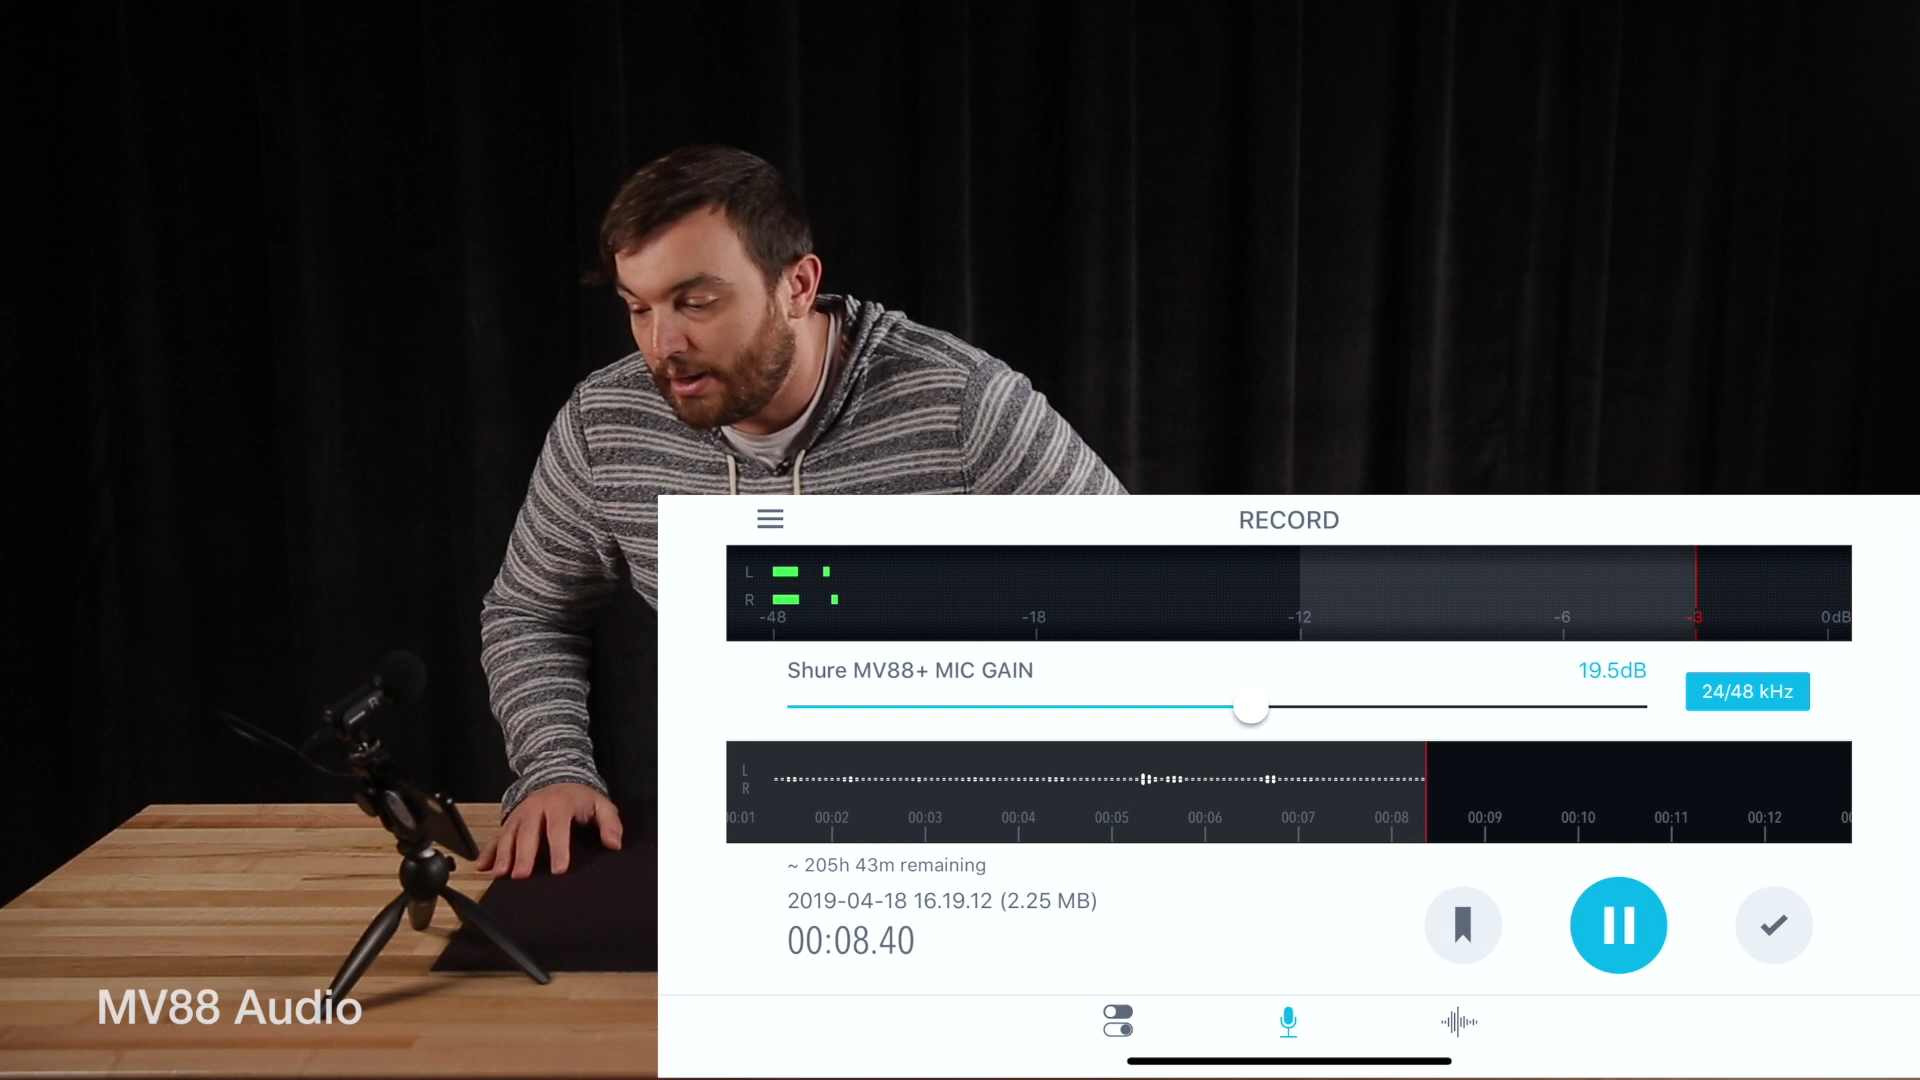 RECORD
L
R
-48 -18 -12 -6 -3 0dB
Shure MV88+ MIC GAIN 19.5dB
24/48 kHz
L
R
00:01 00:02 00:03 00:04 00:05 00:06 00:07 00:08 00:09 00:10 00:11 00:12
~ 205h 43m remaining
2019-04-18 16.19.12 (2.25 MB)
00:08.40
MV88 Audio